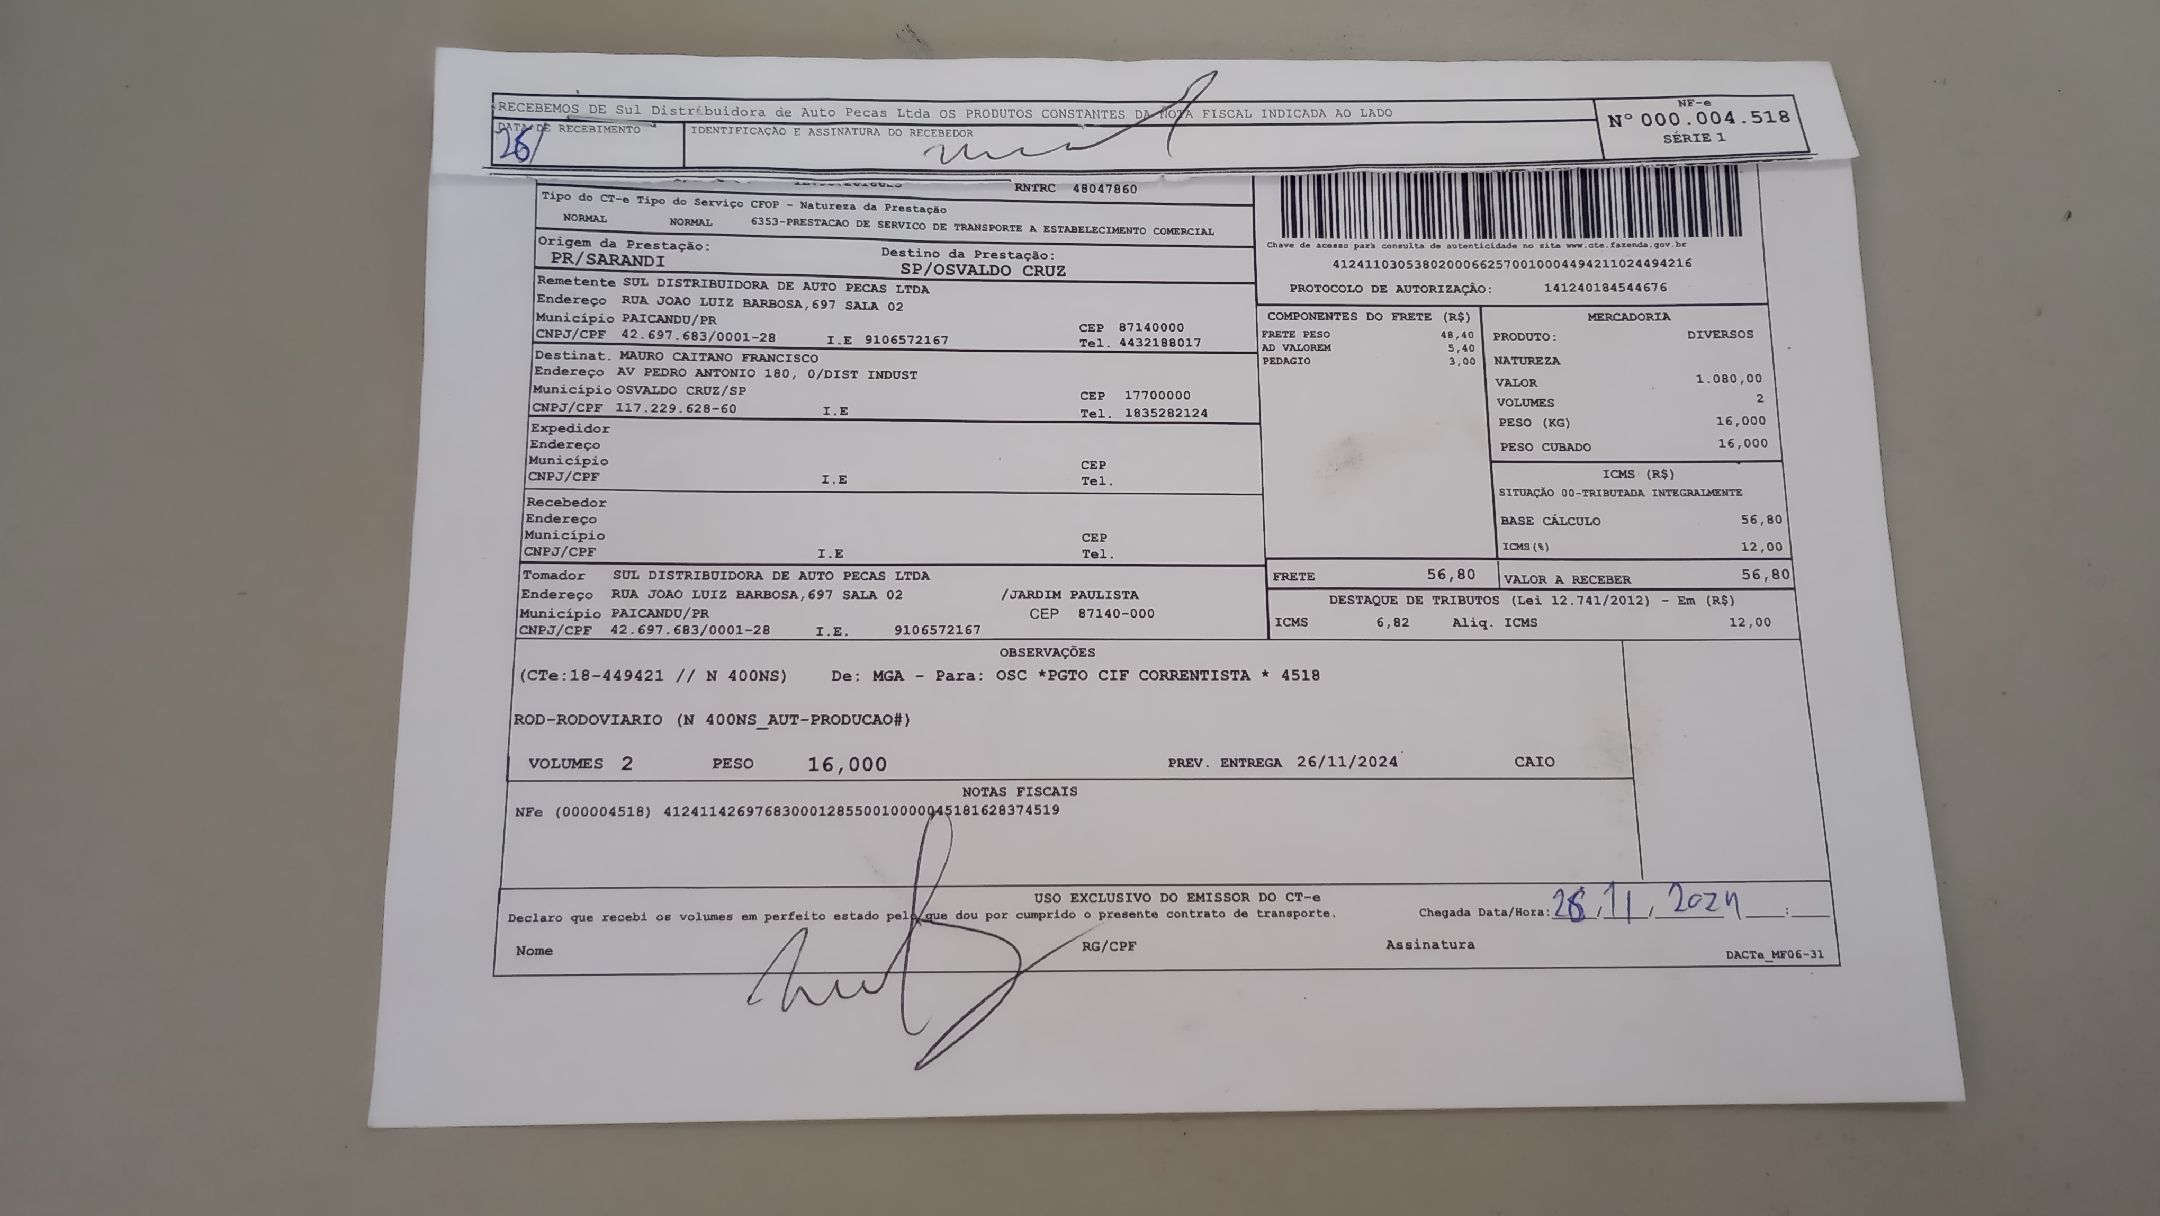 RECEBEMOS DE Sul Distribuidora de Auto Pecas Ltda OS PRODUTOS CONSTANTES DA NOTA FISCAL INDICADA AO LADO
DATA DE RECEBIMENTO IDENTIFICAÇÃO E ASSINATURA DO RECEBEDOR
NF-e
Nº 000.004.518
SÉRIE 1
RNTRC 48047860
Tipo do CT-e Tipo do Serviço CFOP - Natureza da Prestação
NORMAL NORMAL 6353-PRESTACAO DE SERVICO DE TRANSPORTE A ESTABELECIMENTO COMERCIAL
Origem da Prestação: Destino da Prestação:
PR/SARANDI SP/OSVALDO CRUZ
Remetente SUL DISTRIBUIDORA DE AUTO PECAS LTDA
Endereço RUA JOAO LUIZ BARBOSA,697 SALA 02
Município PAICANDU/PR CEP 87140000
CNPJ/CPF 42.697.683/0001-28 I.E 9106572167 Tel. 4432188017
Destinat. MAURO CAITANO FRANCISCO
Endereço AV PEDRO ANTONIO 180, 0/DIST INDUST
Município OSVALDO CRUZ/SP CEP 17700000
CNPJ/CPF 117.229.628-60 I.E Tel. 1835282124
Expedidor
Endereço
Município CEP
CNPJ/CPF I.E Tel.
Recebedor
Endereço
Município CEP
CNPJ/CPF I.E Tel.
Tomador SUL DISTRIBUIDORA DE AUTO PECAS LTDA
Endereço RUA JOAO LUIZ BARBOSA,697 SALA 02 /JARDIM PAULISTA
Município PAICANDU/PR CEP 87140-000
CNPJ/CPF 42.697.683/0001-28 I.E. 9106572167
Chave de acesso para consulta de autenticidade no site www.cte.fazenda.gov.br
41241103053802000662570010004494211024494216
PROTOCOLO DE AUTORIZAÇÂO: 141240184544676
COMPONENTES DO FRETE (R$)
FRETE PESO 48,40
AD VALOREM 5,40
PEDAGIO 3,00
MERCADORIA
PRODUTO: DIVERSOS
NATUREZA
VALOR 1.080,00
VOLUMES 2
PESO (KG) 16,000
PESO CUBADO 16,000
ICMS (R$)
SITUAÇÃO 00-TRIBUTADA INTEGRALMENTE
BASE CÁLCULO 56,80
ICMS(%) 12,00
FRETE 56,80 VALOR A RECEBER 56,80
DESTAQUE DE TRIBUTOS (Lei 12.741/2012) - Em (R$)
ICMS 6,82 Aliq. ICMS 12,00
OBSERVAÇÕES
(CTe:18-449421 // N 400NS) De: MGA - Para: OSC *PGTO CIF CORRENTISTA * 4518
ROD-RODOVIARIO (N 400NS_AUT-PRODUCAO#)
VOLUMES 2 PESO 16,000 PREV. ENTREGA 26/11/2024 CAIO
NOTAS FISCAIS
NFe (000004518) 41241142697683000128550010000045181628374519
USO EXCLUSIVO DO EMISSOR DO CT-e
Declaro que recebi os volumes em perfeito estado pelo que dou por cumprido o presente contrato de transporte. Chegada Data/Hora: /11/2024 __:__
Nome RG/CPF Assinatura
DACTe_MF06-31